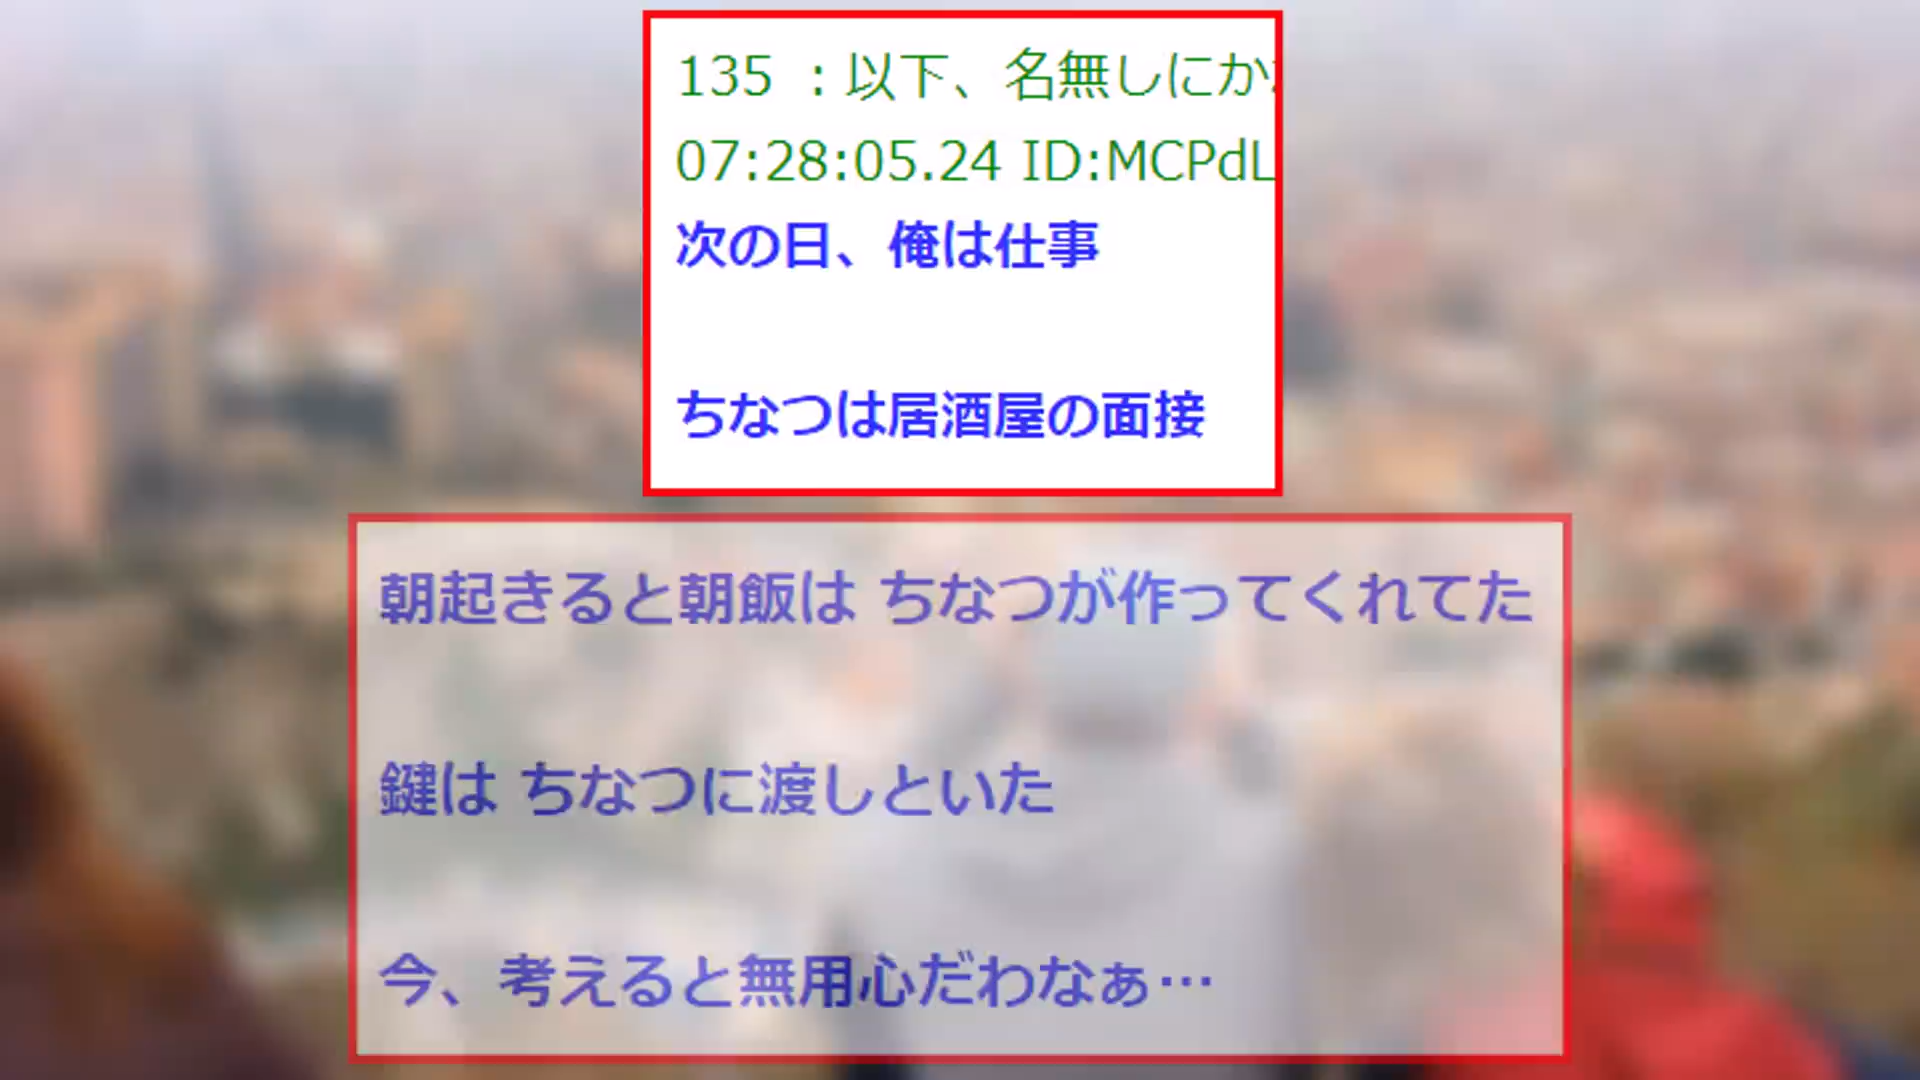 135 ：以下、名無しにか
07:28:05.24 ID:MCPdL
次の日、俺は仕事
ちなつは居酒屋の面接
朝起きると朝飯は ちなつが作ってくれてた
鍵は ちなつに渡しといた
今、考えると無用心だわなぁ…